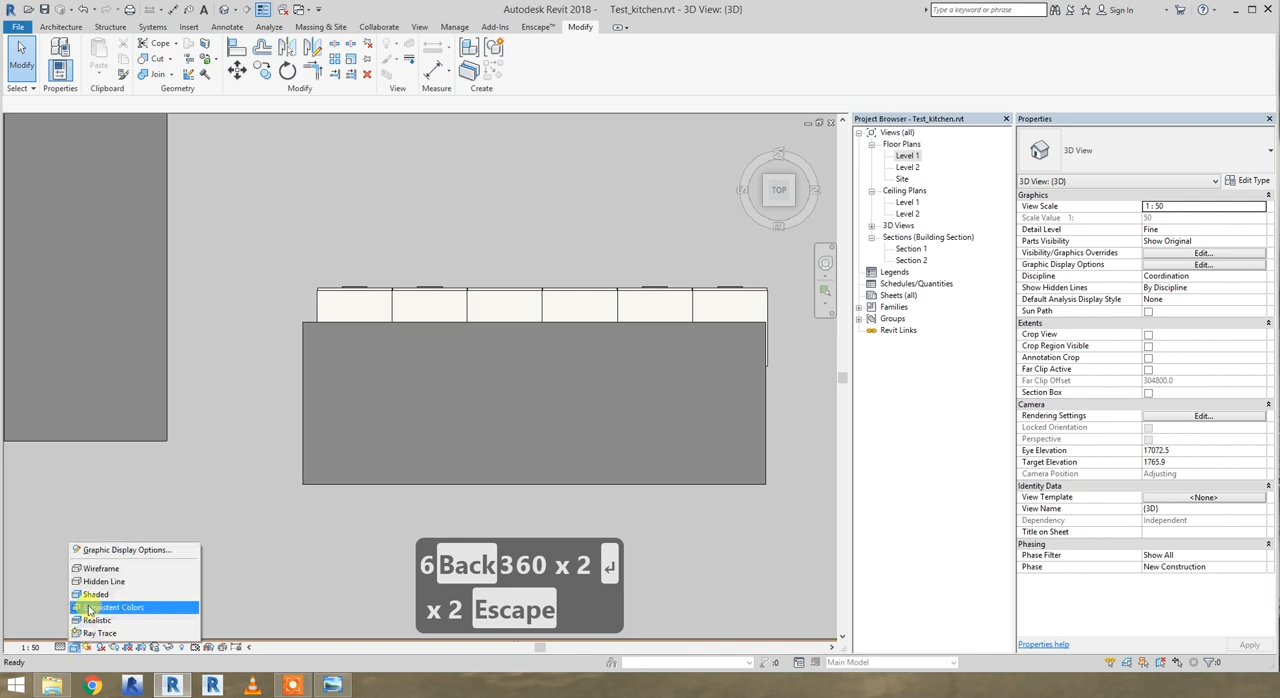 Autodesk Revit 2018 - Test_kitchen.rvt - 3D View: {3D}
Type a keyword or phrase
Sign In
File Architecture Structure Systems Insert Annotate Analyze Massing & Site Collaborate View Manage Add-Ins Enscape™ Modify
Modify
Paste
Cope
Cut
Join
Select Properties Clipboard Geometry Modify View Measure Create
TOP
Project Browser - Test_kitchen.rvt
Views (all)
Floor Plans
Level 1
Level 2
Site
Ceiling Plans
Level 1
Level 2
3D Views
Sections (Building Section)
Section 1
Section 2
Legends
Schedules/Quantities
Sheets (all)
Families
Groups
Revit Links
Properties
3D View
3D View: {3D} Edit Type
Graphics
View Scale 1 : 50
Scale Value 1: 50
Detail Level Fine
Parts Visibility Show Original
Visibility/Graphics Overrides Edit...
Graphic Display Options Edit...
Discipline Coordination
Show Hidden Lines By Discipline
Default Analysis Display Style None
Sun Path
Extents
Crop View
Crop Region Visible
Annotation Crop
Far Clip Active
Far Clip Offset 304800.0
Section Box
Camera
Rendering Settings Edit...
Locked Orientation
Perspective
Eye Elevation 17072.5
Target Elevation 1765.9
Camera Position Adjusting
Identity Data
View Template <None>
View Name {3D}
Dependency Independent
Title on Sheet
Phasing
Phase Filter Show All
Phase New Construction
Properties help Apply
Graphic Display Options...
Wireframe
Hidden Line
Shaded
sistent Colors
Realistic
Ray Trace
6 Back 360 x 2 ↵
x 2 Escape
1 : 50
Ready
:0
Main Model
:0